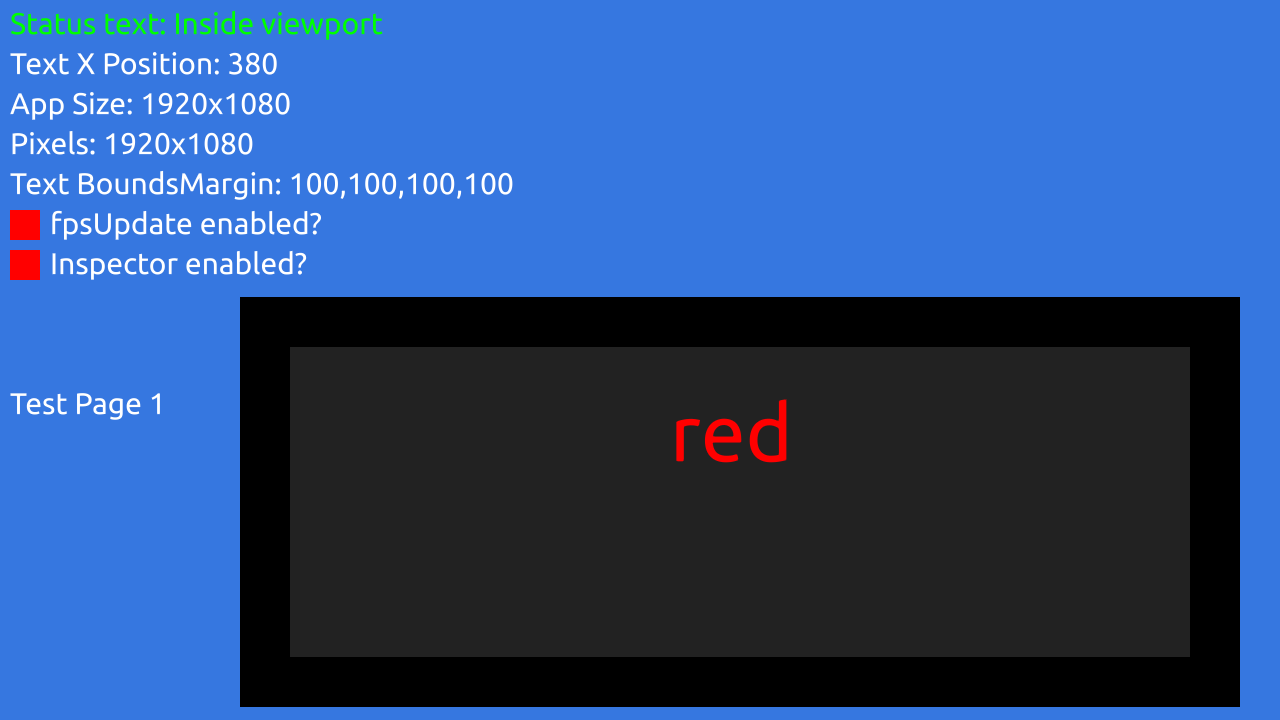 Status text: Inside viewport
Text X Position: 380
App Size: 1920x1080
Pixels: 1920x1080
Text BoundsMargin: 100,100,100,100
fpsUpdate enabled?
Inspector enabled?
Test Page 1
red